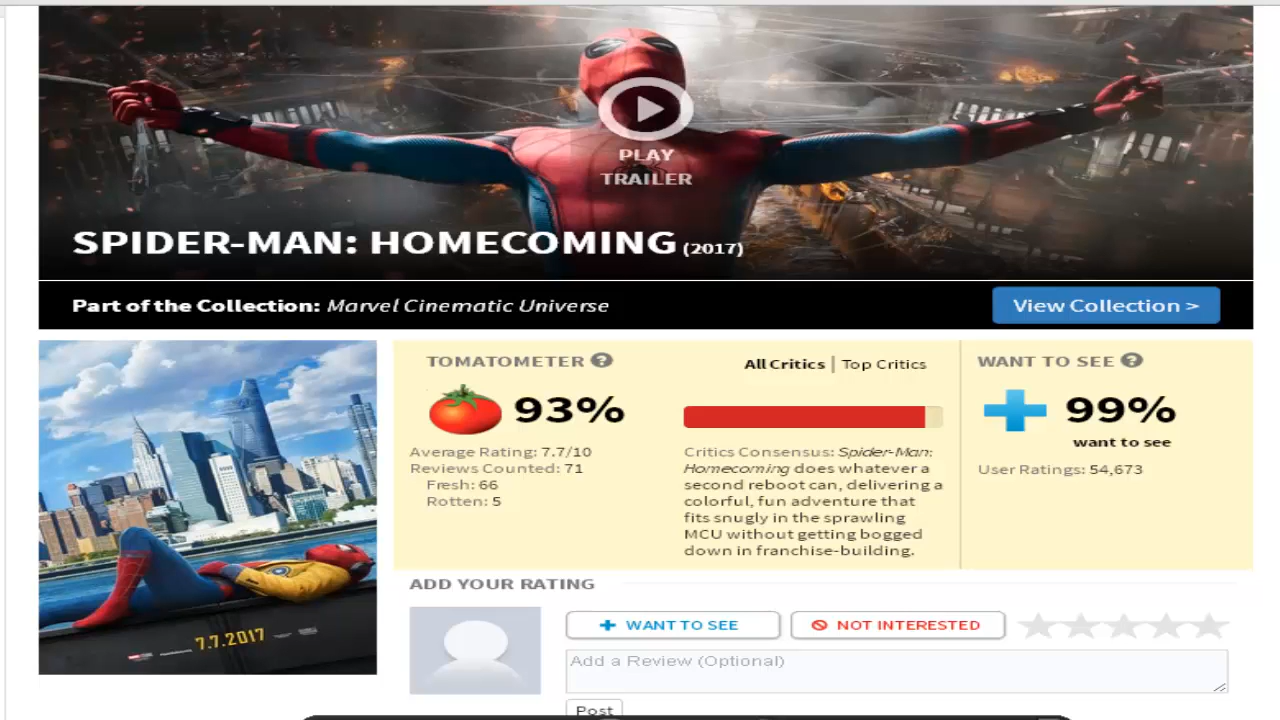 PLAY
TRAILER
SPIDER-MAN: HOMECOMING (2017)
Part of the Collection: Marvel Cinematic Universe
View Collection >
TOMATOMETER ?
All Critics | Top Critics
93%
Average Rating: 7.7/10
Reviews Counted: 71
Fresh: 66
Rotten: 5
Critics Consensus: Spider-Man:
Homecoming does whatever a
second reboot can, delivering a
colorful, fun adventure that
fits snugly in the sprawling
MCU without getting bogged
down in franchise-building.
WANT TO SEE ?
99%
want to see
User Ratings: 54,673
7.7.2017
ADD YOUR RATING
WANT TO SEE
NOT INTERESTED
Add a Review (Optional)
Post